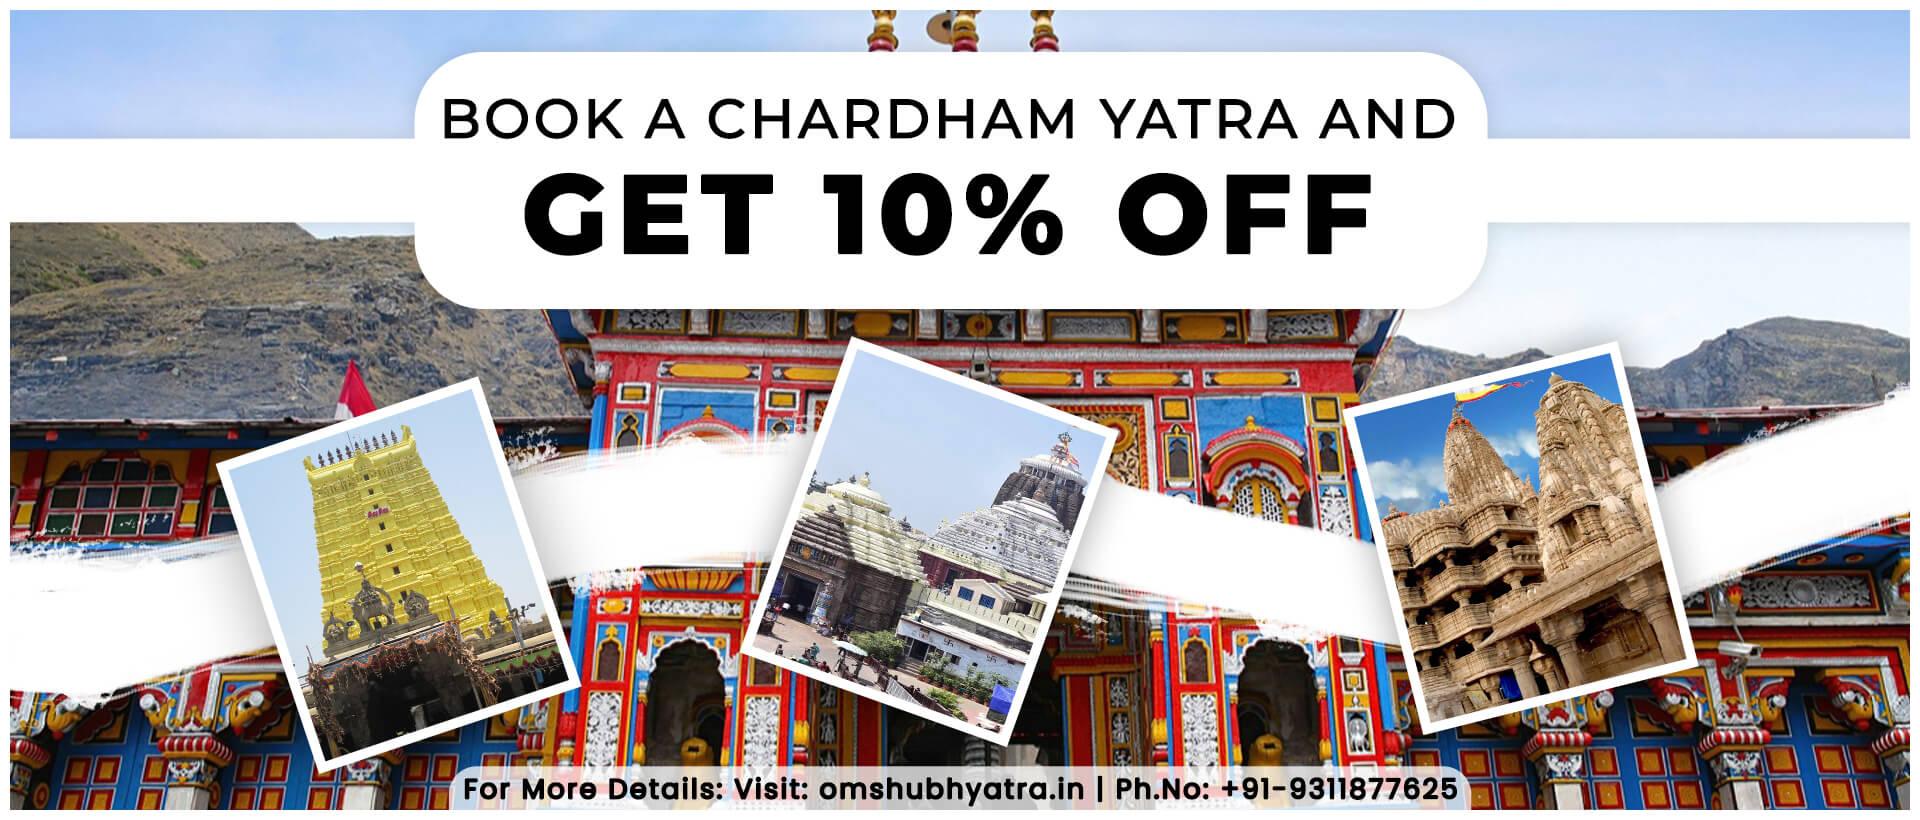 BOOK A CHARDHAM YATRA AND
GET 10% OFF
For More Details: Visit: omshubhyatra.in | Ph.No: +91-9311877625